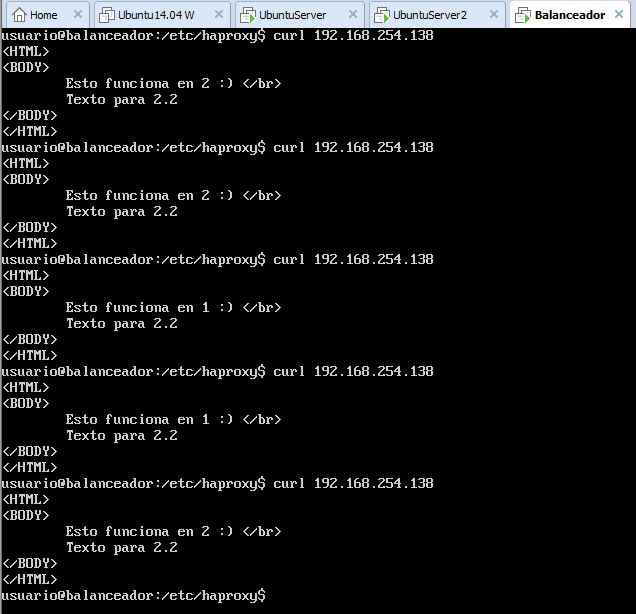 Home
Ubuntu14.04 W
UbuntuServer
UbuntuServer2
Balanceador
usuario@balanceador:/etc/haproxy$ curl 192.168.254.138
<HTML>
<BODY>
        Esto funciona en 2 :) </br>
        Texto para 2.2
</BODY>
</HTML>
usuario@balanceador:/etc/haproxy$ curl 192.168.254.138
<HTML>
<BODY>
        Esto funciona en 2 :) </br>
        Texto para 2.2
</BODY>
</HTML>
usuario@balanceador:/etc/haproxy$ curl 192.168.254.138
<HTML>
<BODY>
        Esto funciona en 1 :) </br>
        Texto para 2.2
</BODY>
</HTML>
usuario@balanceador:/etc/haproxy$ curl 192.168.254.138
<HTML>
<BODY>
        Esto funciona en 1 :) </br>
        Texto para 2.2
</BODY>
</HTML>
usuario@balanceador:/etc/haproxy$ curl 192.168.254.138
<HTML>
<BODY>
        Esto funciona en 2 :) </br>
        Texto para 2.2
</BODY>
</HTML>
usuario@balanceador:/etc/haproxy$